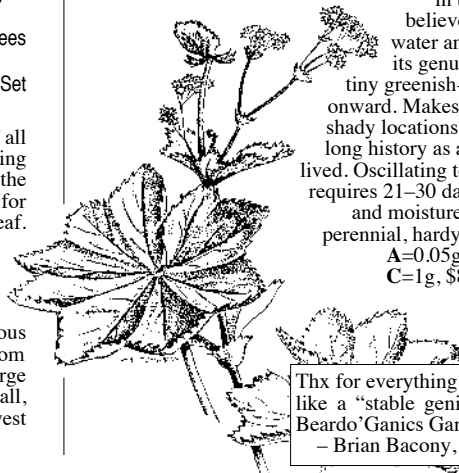 ees
Set
all
ing
the
for
eaf.
ous
om
rge
all,
vest
believe
water an
its genu
tiny greenish-
onward. Makes
shady locations
long history as a
lived. Oscillating t
requires 21–30 da
and moisture
perennial, hardy
A=0.05g
C=1g, $8
Thx for everything
like a “stable geni
Beardo’Ganics Gar
– Brian Bacony,